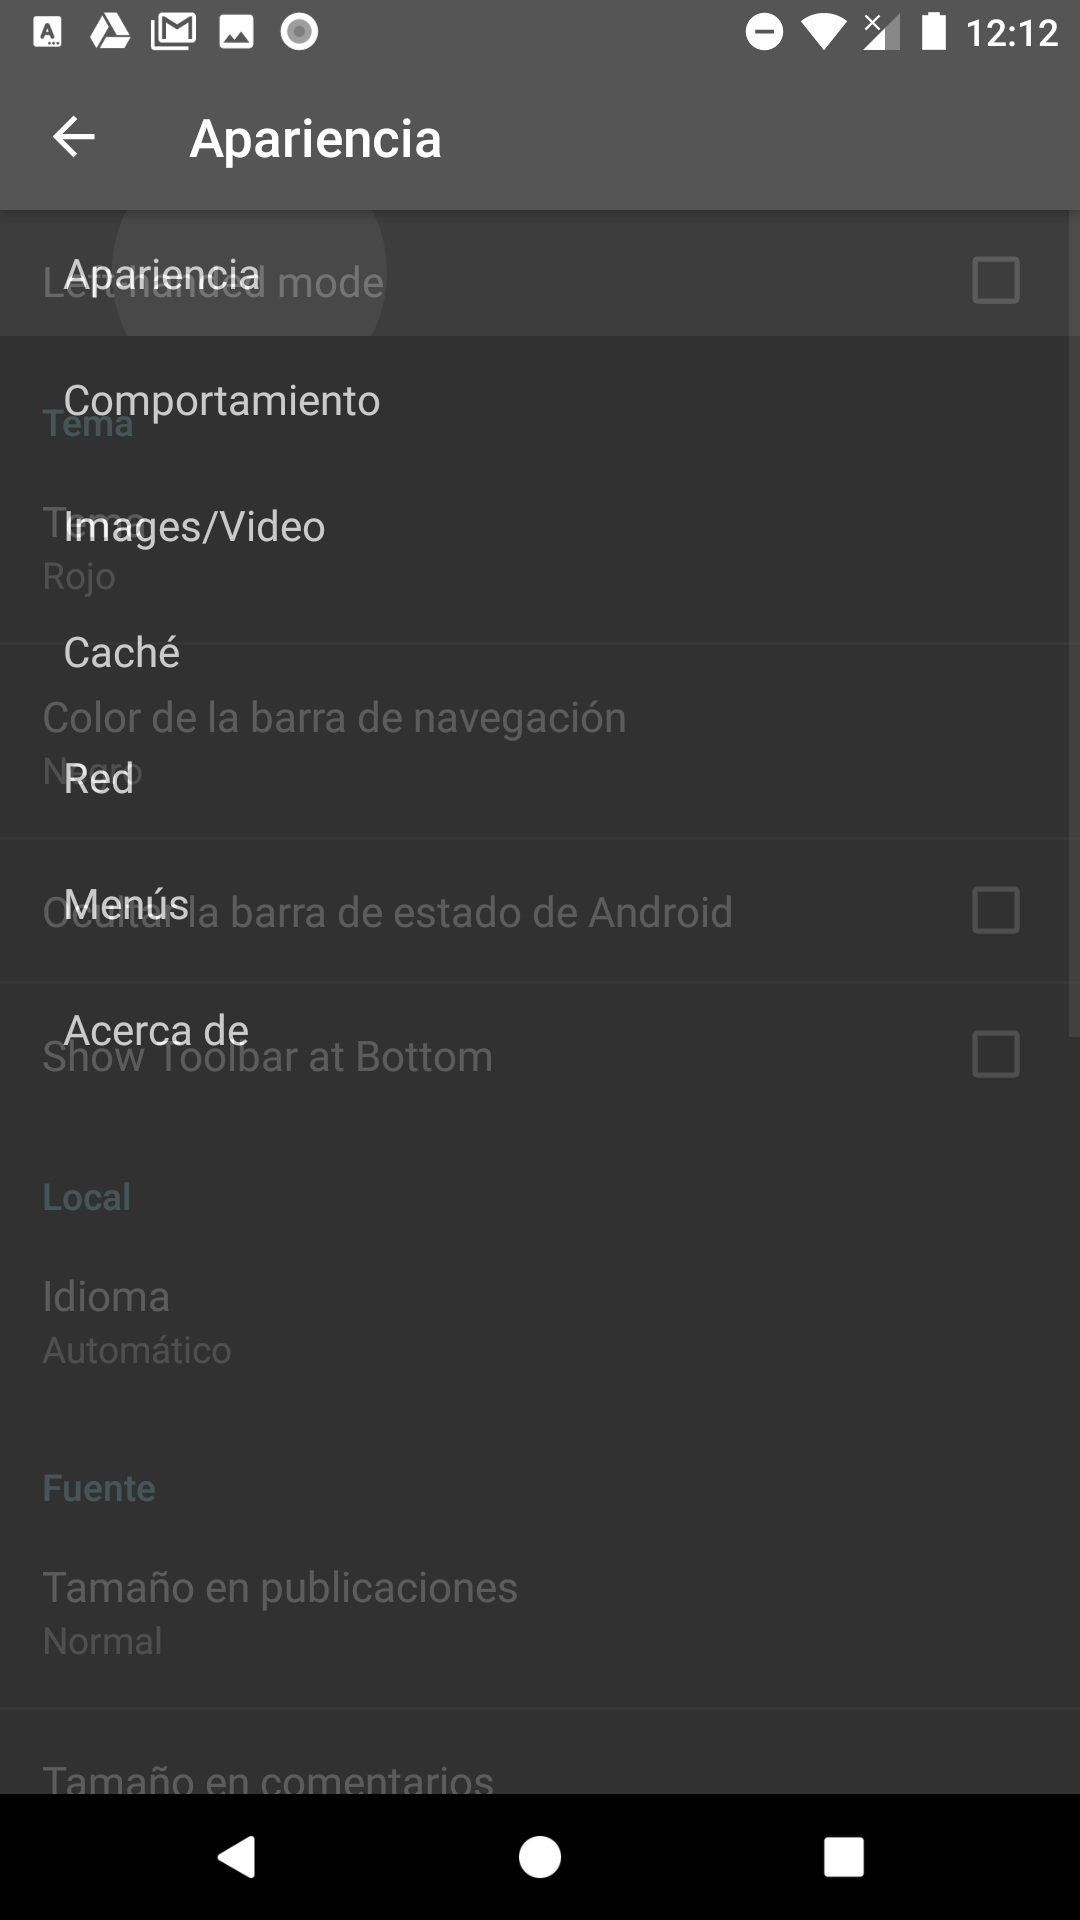 12:12
Apariencia
Apariencia
Left handed mode
Comportamiento
Tema
Images/Video
Tema
Rojo
Caché
Color de la barra de navegación
Negro
Red
Menús
Ocultar la barra de estado de Android
Acerca de
Show Toolbar at Bottom
Local
Idioma
Automático
Fuente
Tamaño en publicaciones
Normal
Tamaño en comentarios